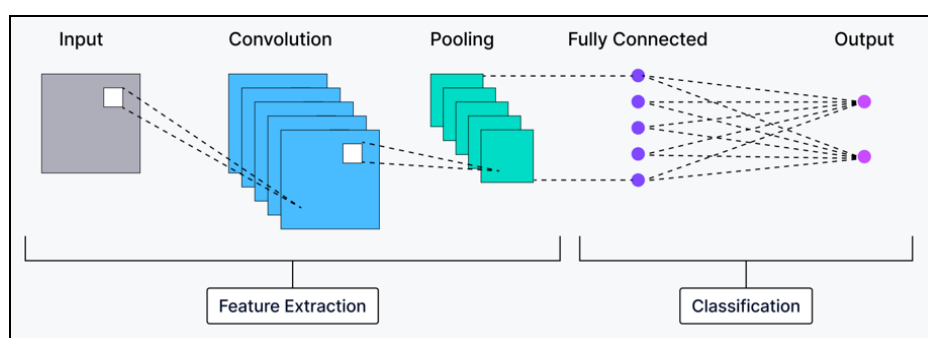 Input
Convolution
Pooling
Fully Connected
Output
Feature Extraction
Classification